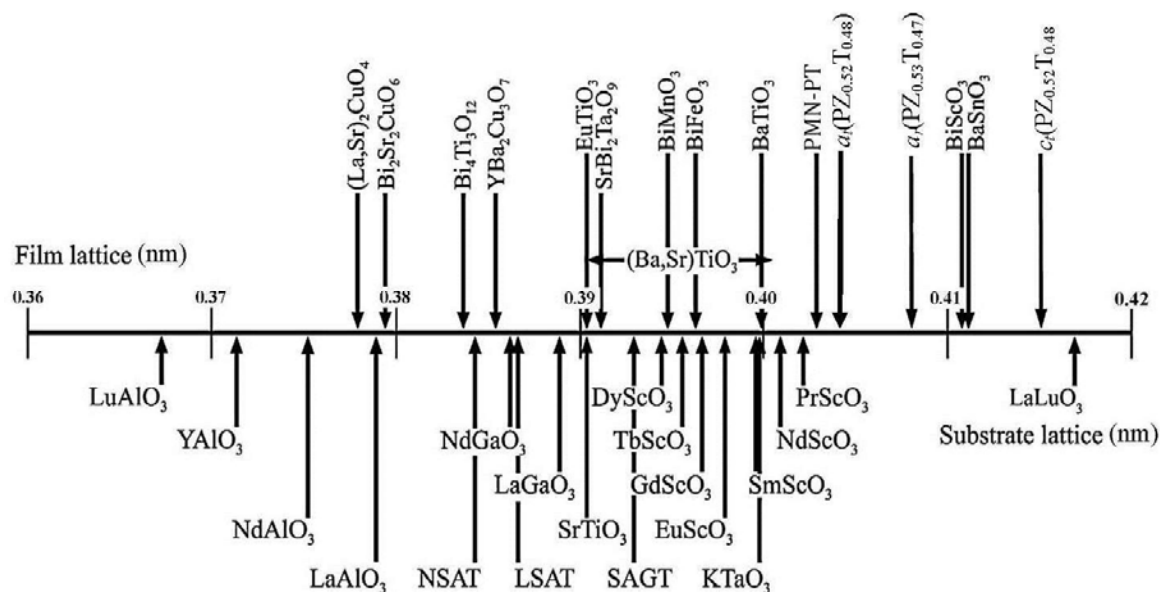 (La,Sr)₂CuO₄
Bi₂Sr₂CuO₆
Bi₄Ti₃O₁₂
YBa₂Cu₃O₇
EuTiO₃
SrBi₂Ta₂O₉
BiMnO₃
BiFeO₃
BaTiO₃
PMN-PT
aₜ(PZ₀.₅₂T₀.₄₈)
aᵣ(PZ₀.₅₃T₀.₄₇)
BiScO₃
BaSnO₃
cₜ(PZ₀.₅₂T₀.₄₈
Film lattice (nm)
(Ba,Sr)TiO₃
0.36 0.37 0.38 0.39 0.40 0.41 0.42
LuAlO₃ DyScO₃ PrScO₃ LaLuO₃
YAlO₃ NdGaO₃ TbScO₃ NdScO₃ Substrate lattice (nm)
LaGaO₃ GdScO₃ SmScO₃
NdAlO₃ SrTiO₃ EuScO₃
LaAlO₃ NSAT LSAT SAGT KTaO₃